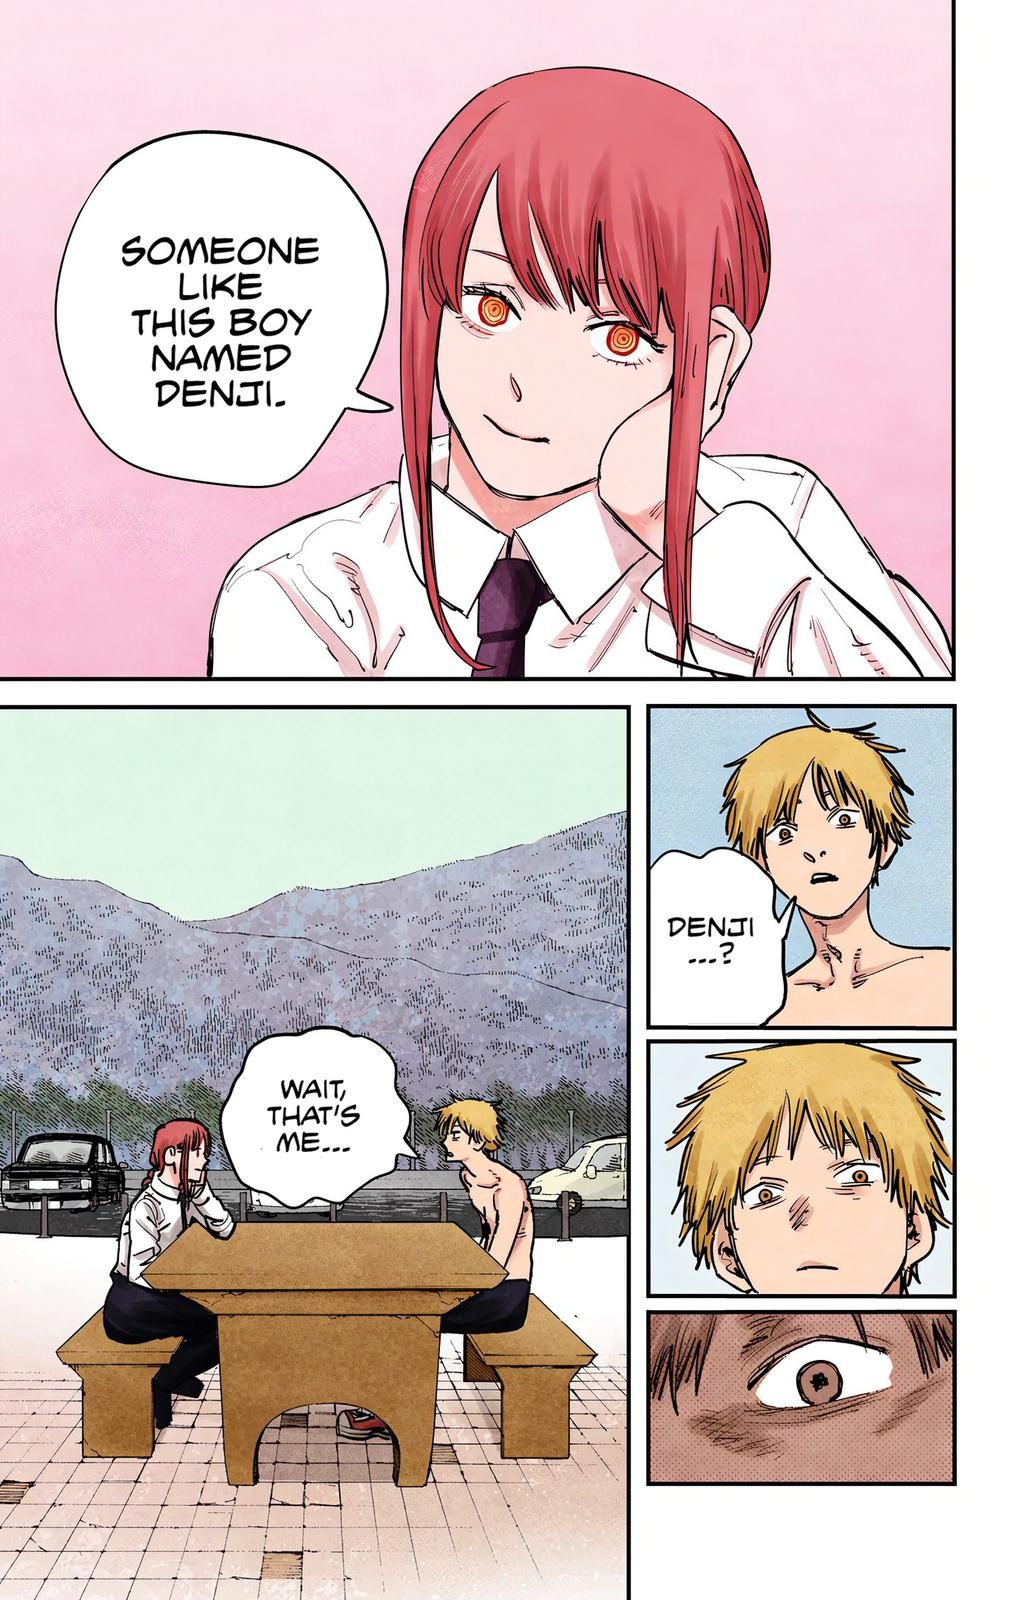 SOMEONE
LIKE
THIS BOY
NAMED
DENJI.
DENJI
...?
WAIT,
THAT'S
ME...